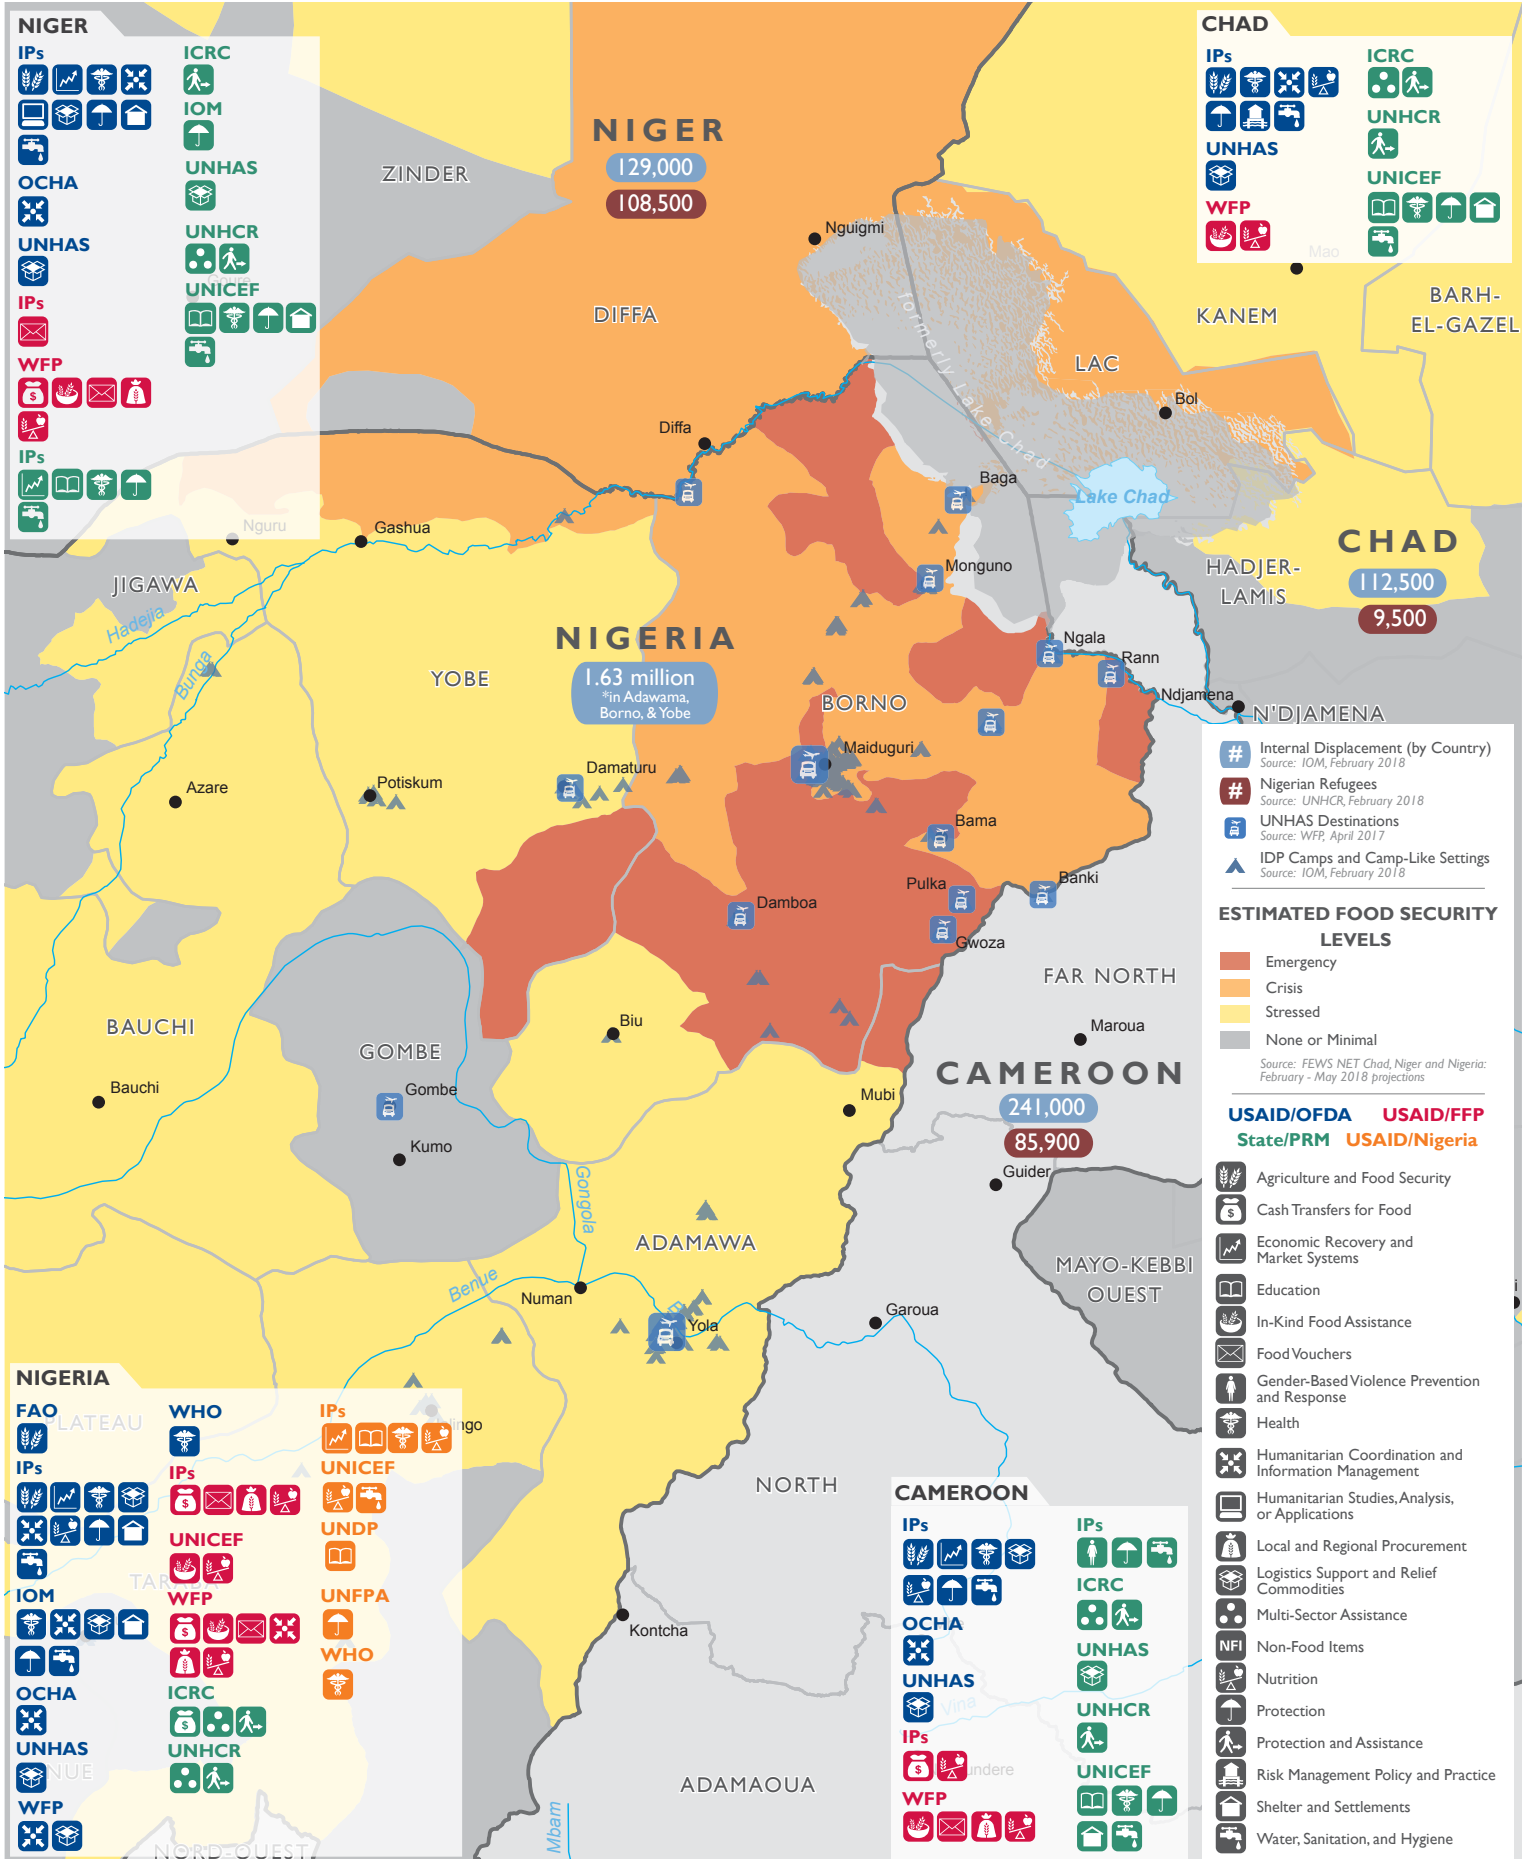 NIGER
IPs
OCHA
UNHAS
IPs
WFP
$
IPs
ICRC
IOM
UNHAS
UNHCR
Goure
UNICEF
CHAD
IPs
UNHAS
WFP
ICRC
UNHCR
UNICEF
Mao
NIGER
129,000
108,500
ZINDER
Nguigmi
DIFFA
KANEM
BARH-
EL-GAZEL
LAC
Bol
formerly Lake Chad
Diffa
Baga
Lake Chad
Nguru
Gashua
CHAD
112,500
9,500
HADJER-
LAMIS
Monguno
JIGAWA
Hadejia
Bunga
NIGERIA
1.63 million
*in Adawama,
Borno, & Yobe
YOBE
BORNO
Ngala
Rann
Ndjamena
N'DJAMENA
Maiduguri
Damaturu
Azare
Potiskum
Bama
Pulka
Banki
Damboa
Gwoza
FAR NORTH
BAUCHI
GOMBE
Biu
Maroua
CAMEROON
241,000
85,900
Bauchi
Gombe
Mubi
Kumo
Guider
Gongola
ADAMAWA
MAYO-KEBBI
OUEST
Benue
Numan
Yola
Garoua
NORTH
Kontcha
ADAMAOUA
Mbam
#
Internal Displacement (by Country)
Source: IOM, February 2018
#
Nigerian Refugees
Source: UNHCR, February 2018
UNHAS Destinations
Source: WFP, April 2017
IDP Camps and Camp-Like Settings
Source: IOM, February 2018
ESTIMATED FOOD SECURITY
LEVELS
Emergency
Crisis
Stressed
None or Minimal
Source: FEWS NET Chad, Niger and Nigeria:
February - May 2018 projections
USAID/OFDA USAID/FFP
State/PRM USAID/Nigeria
Agriculture and Food Security
$ Cash Transfers for Food
Economic Recovery and
Market Systems
Education
In-Kind Food Assistance
Food Vouchers
Gender-Based Violence Prevention
and Response
Health
Humanitarian Coordination and
Information Management
Humanitarian Studies, Analysis,
or Applications
Local and Regional Procurement
Logistics Support and Relief
Commodities
Multi-Sector Assistance
NFI Non-Food Items
Nutrition
Protection
Protection and Assistance
Risk Management Policy and Practice
Shelter and Settlements
Water, Sanitation, and Hygiene
NIGERIA
FAO
PLATEAU
IPs
TARABA
IOM
OCHA
UNHAS
WFP
NORD-OUEST
WHO
IPs
$
UNICEF
WFP
$
ICRC
$
UNHCR
IPs
UNICEF
UNDP
UNFPA
WHO
CAMEROON
IPs
OCHA
UNHAS
Vina
IPs
$
WFP
IPs
ICRC
UNHAS
UNHCR
UNICEF